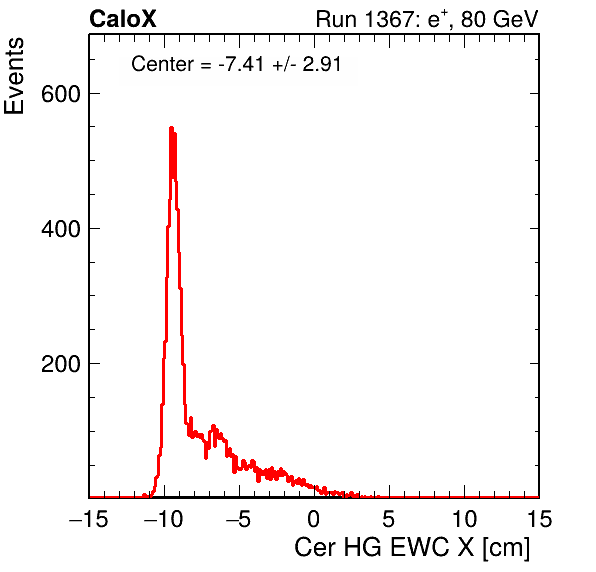 CaloX Run 1367: e⁺, 80 GeV
Center = -7.41 +/- 2.91
Events
600
400
200
−15 −10 −5 0 5 10 15
Cer HG EWC X [cm]